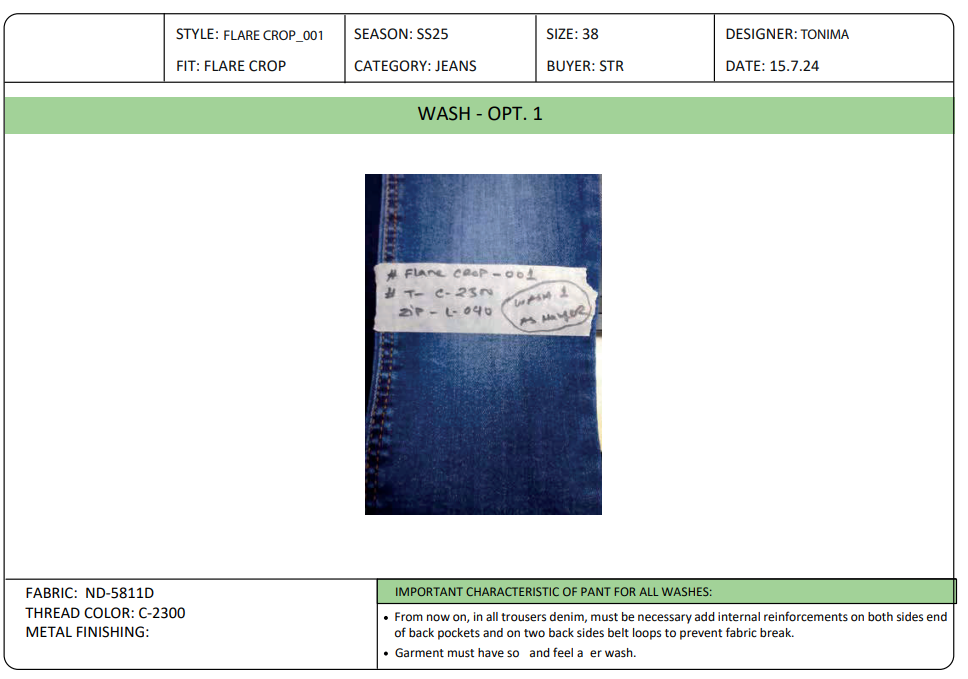 STYLE: FLARE CROP_001
FIT: FLARE CROP
SEASON: SS25
CATEGORY: JEANS
SIZE: 38
BUYER: STR
DESIGNER: TONIMA
DATE: 15.7.24
WASH - OPT. 1
# FLARE CROP - 001
# T- C-2300
ZIP - L-040
WASH 1
AS
FABRIC: ND-5811D
THREAD COLOR: C-2300
METAL FINISHING:
IMPORTANT CHARACTERISTIC OF PANT FOR ALL WASHES:
• From now on, in all trousers denim, must be necessary add internal reinforcements on both sides end
of back pockets and on two back sides belt loops to prevent fabric break.
• Garment must have so and feel a er wash.